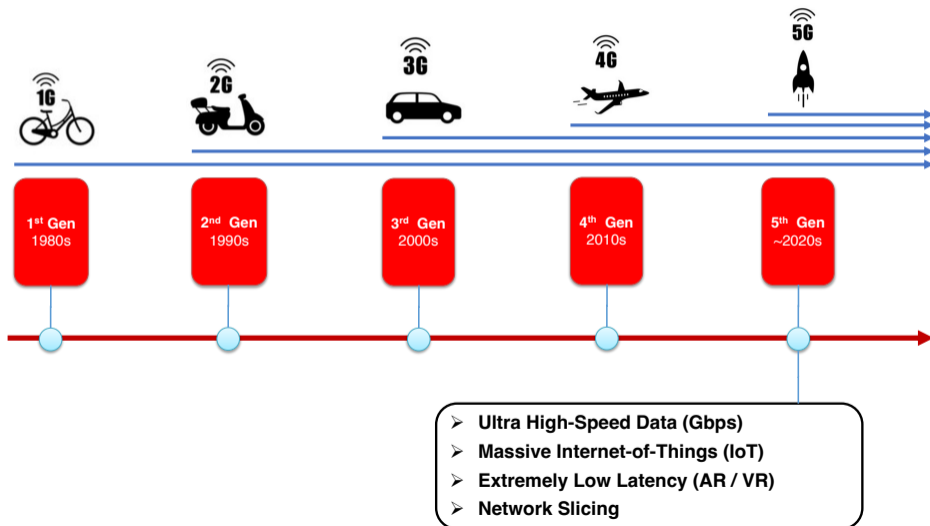 1G
2G
3G
4G
5G
1st Gen
1980s
2nd Gen
1990s
3rd Gen
2000s
4th Gen
2010s
5th Gen
~2020s
➢ Ultra High-Speed Data (Gbps)
➢ Massive Internet-of-Things (IoT)
➢ Extremely Low Latency (AR / VR)
➢ Network Slicing